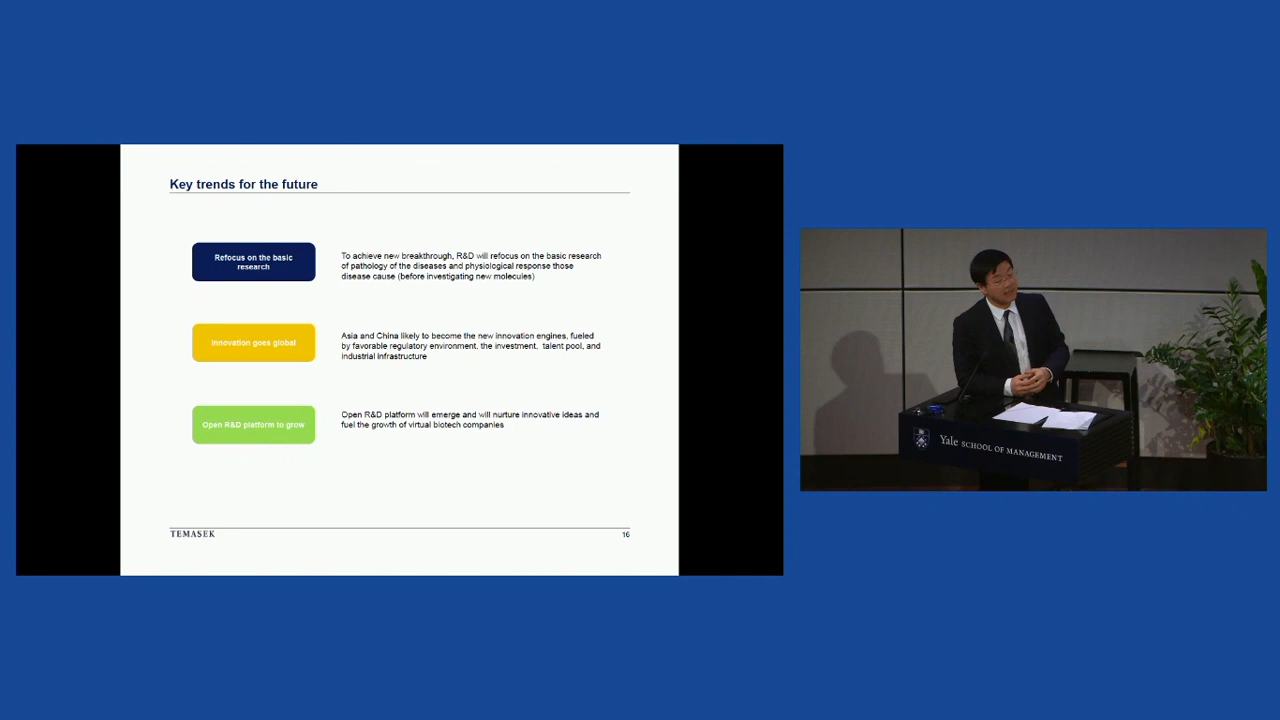 Key trends for the future
Refocus on the basic
research
To achieve new breakthrough, R&D will refocus on the basic research
of pathology of the diseases and physiological response those
disease cause (before investigating new molecules)
Innovation goes global
Asia and China likely to become the new innovation engines, fueled
by favorable regulatory environment, the investment, talent pool, and
industrial infrastructure
Open R&D platform to grow
Open R&D platform will emerge and will nurture innovative ideas and
fuel the growth of virtual biotech companies
TEMASEK
16
Yale SCHOOL OF MANAGEMENT